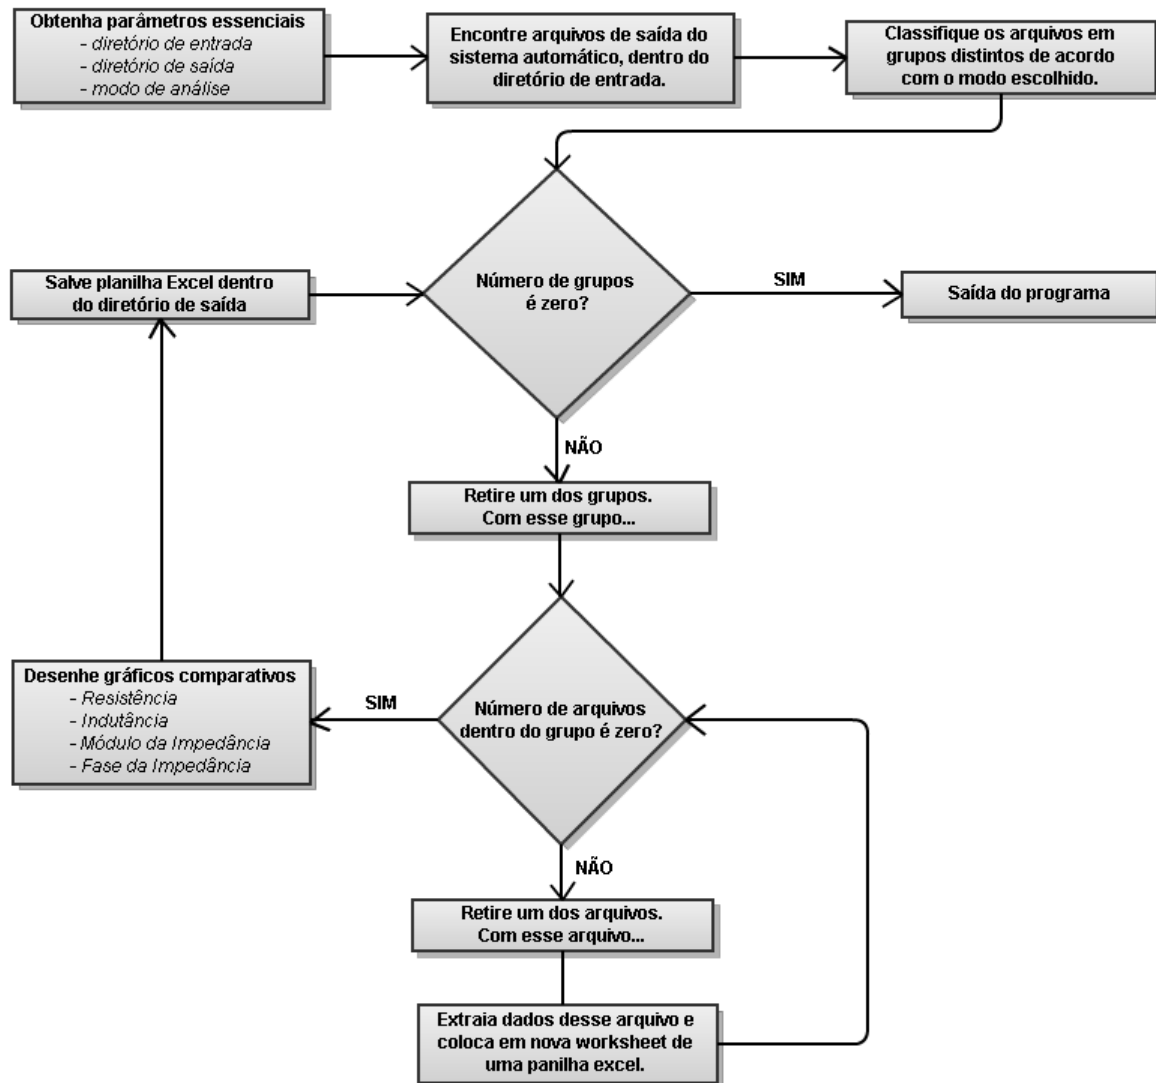 Obtenha parâmetros essenciais
- diretório de entrada
- diretório de saída
- modo de análise
Encontre arquivos de saída do
sistema automático, dentro do
diretório de entrada.
Classifique os arquivos em
grupos distintos de acordo
com o modo escolhido.
Número de grupos
é zero?
SIM
Saída do programa
Salve planilha Excel dentro
do diretório de saída
NÃO
Retire um dos grupos.
Com esse grupo...
Número de arquivos
dentro do grupo é zero?
SIM
Desenhe gráficos comparativos
- Resistência
- Indutância
- Módulo da Impedância
- Fase da Impedância
NÃO
Retire um dos arquivos.
Com esse arquivo...
Extraia dados desse arquivo e
coloca em nova worksheet de
uma panilha excel.